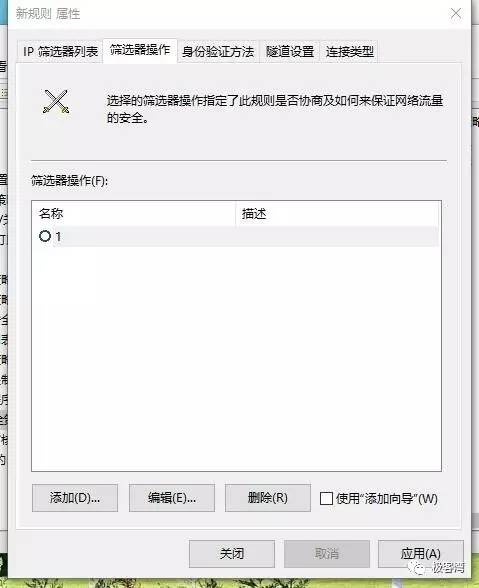 新规则 属性
IP 筛选器列表 筛选器操作 身份验证方法 隧道设置 连接类型
选择的筛选器操作指定了此规则是否协商及如何来保证网络流量
的安全。
筛选器操作(F):
名称 描述
1
添加(D)... 编辑(E)... 删除(R) 使用“添加向导”(W)
关闭 取消 应用(A)
极客湾